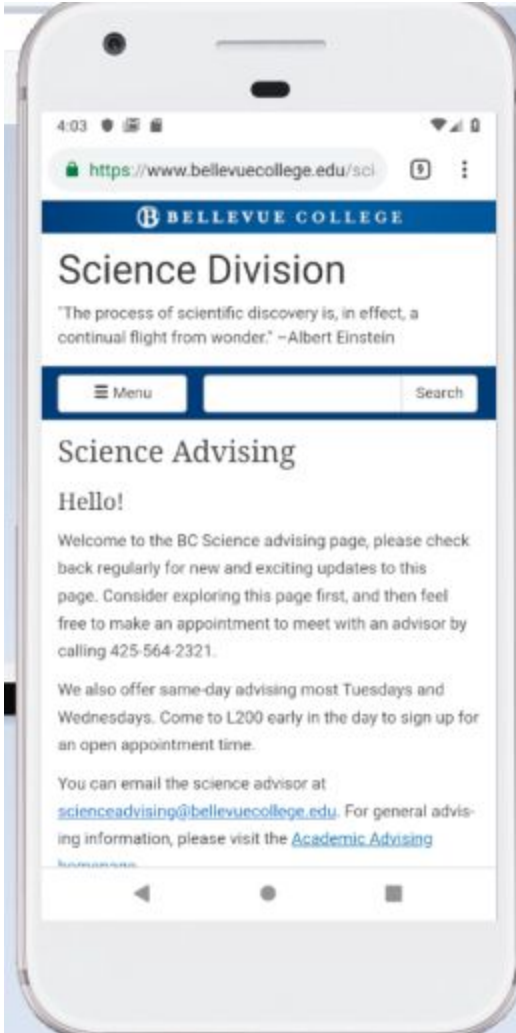 4:03
https://www.bellevuecollege.edu/sci
9
B BELLEVUE COLLEGE
Science Division
"The process of scientific discovery is, in effect, a
continual flight from wonder." –Albert Einstein
☰ Menu
Search
Science Advising
Hello!
Welcome to the BC Science advising page, please check
back regularly for new and exciting updates to this
page. Consider exploring this page first, and then feel
free to make an appointment to meet with an advisor by
calling 425-564-2321.
We also offer same-day advising most Tuesdays and
Wednesdays. Come to L200 early in the day to sign up for
an open appointment time.
You can email the science advisor at
scienceadvising@bellevuecollege.edu. For general advis-
ing information, please visit the Academic Advising
homepage.